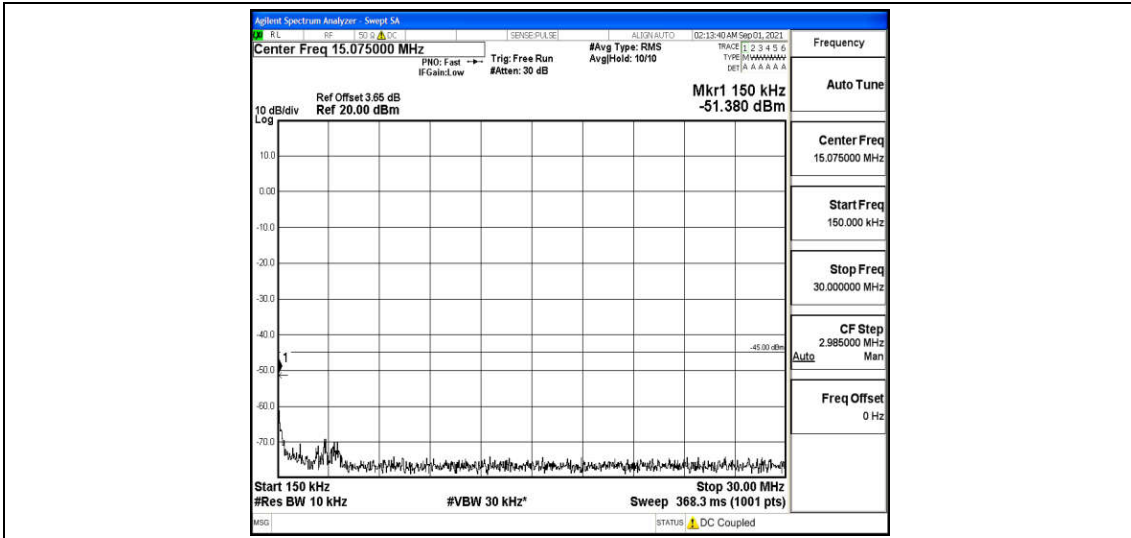 Agilent Spectrum Analyzer - Swept SA
RL RF 50 Ω DC SENSE:PULSE ALIGN AUTO 02:13:40 AM Sep 01, 2021
Center Freq 15.075000 MHz
PNO: Fast
IFGain:Low
Trig: Free Run
#Atten: 30 dB
#Avg Type: RMS
Avg|Hold: 10/10
TRACE 1 2 3 4 5 6
TYPE M W W W W W
DET A A A A A A
Mkr1 150 kHz
-51.380 dBm
Ref Offset 3.65 dB
10 dB/div Ref 20.00 dBm
Log
10.0
0.00
-10.0
-20.0
-30.0
-40.0
-45.00 dBm
1
-50.0
-60.0
-70.0
Start 150 kHz Stop 30.00 MHz
#Res BW 10 kHz #VBW 30 kHz* Sweep 368.3 ms (1001 pts)
MSG STATUS DC Coupled
Frequency
Auto Tune
Center Freq
15.075000 MHz
Start Freq
150.000 kHz
Stop Freq
30.000000 MHz
CF Step
2.985000 MHz
Auto Man
Freq Offset
0 Hz